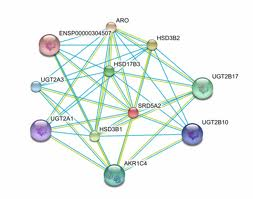 ARO
ENSP00000304507
HSD3B2
HSD17B3
UGT2A3
UGT2B17
SRD5A2
UGT2A1
HSD3B1
UGT2B10
AKR1C4